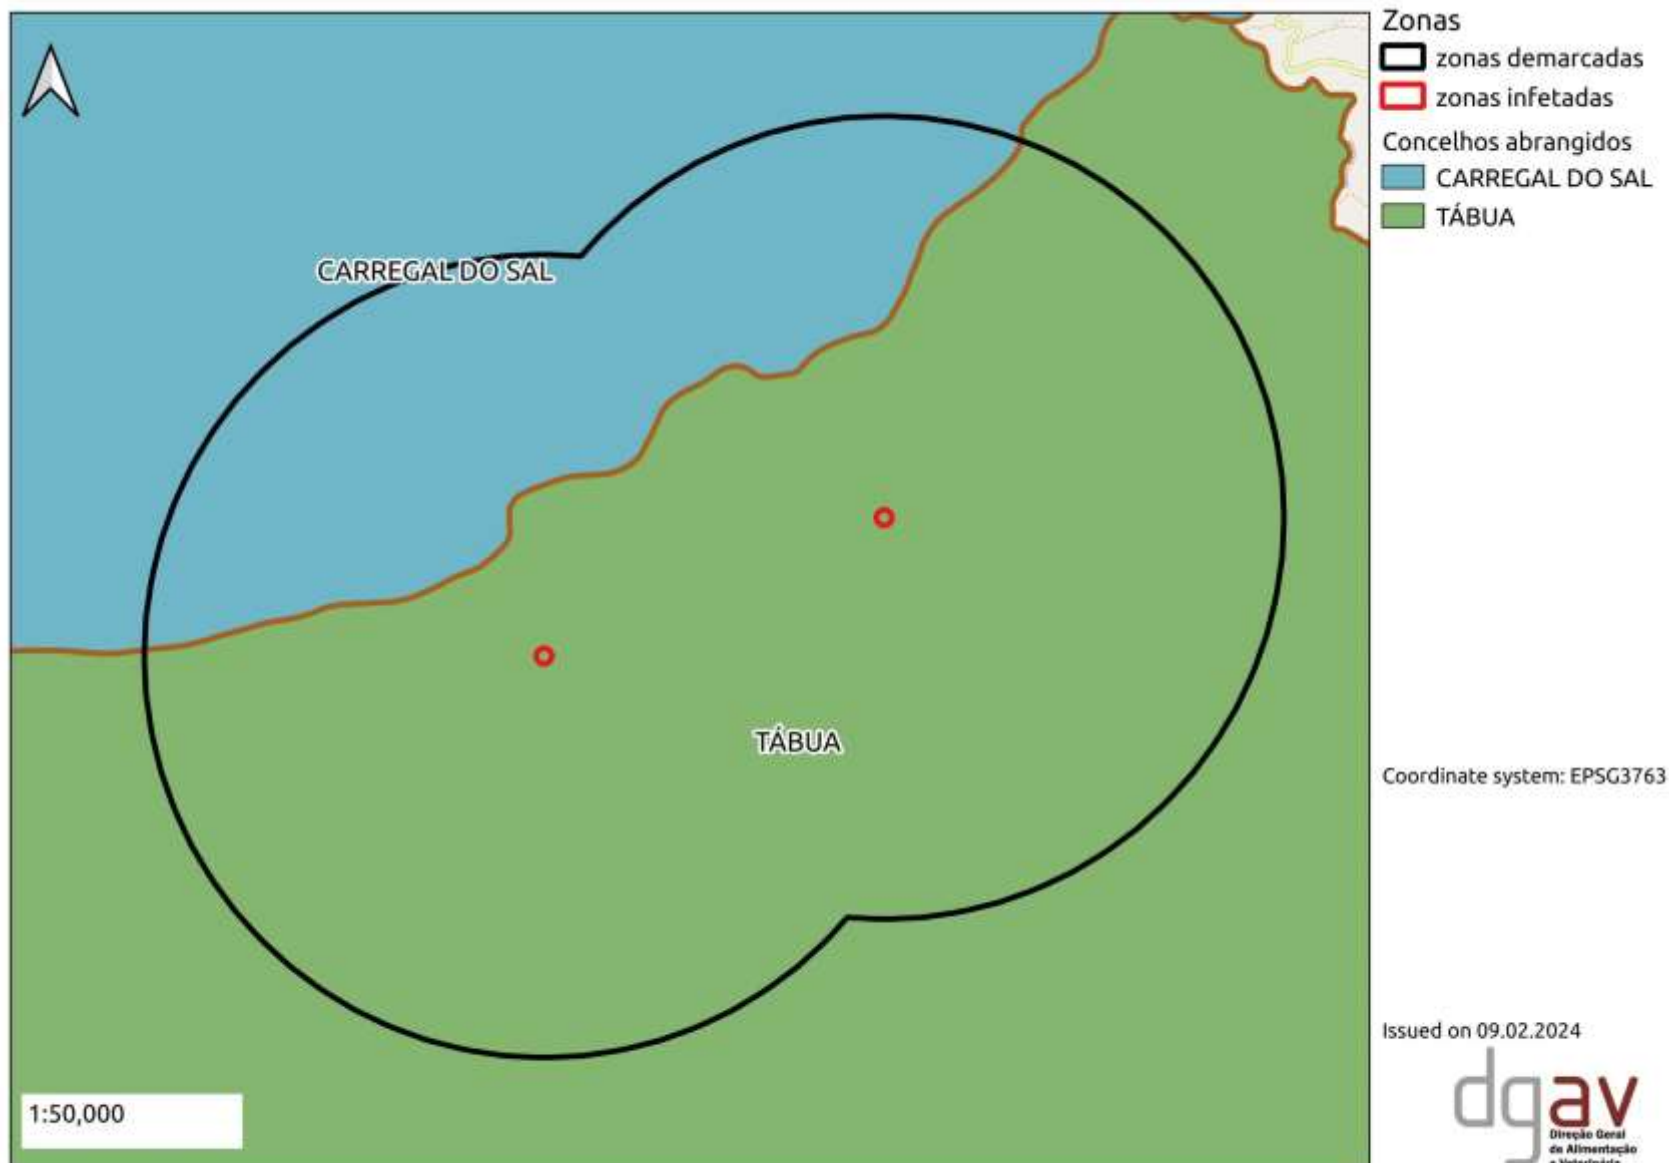 Zonas
zonas demarcadas
zonas infetadas
Concelhos abrangidos
CARREGAL DO SAL
TÁBUA
CARREGAL DO SAL
TÁBUA
Coordinate system: EPSG3763
Issued on 09.02.2024
1:50,000
dgav
Direção Geral
de Alimentação
e Veterinária